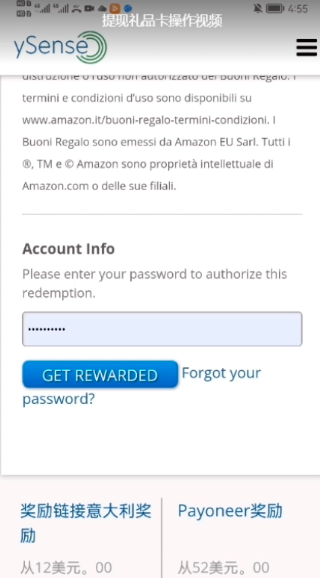 4:55
提现礼品卡操作视频
ySense
distruzione o l'uso non autorizzato dei Buoni Regalo. I
termini e condizioni d'uso sono disponibili su
www.amazon.it/buoni-regalo-termini-condizioni. I
Buoni Regalo sono emessi da Amazon EU Sarl. Tutti i
®, TM e © Amazon sono proprietà intellettuale di
Amazon.com o delle sue filiali.
Account Info
Please enter your password to authorize this
redemption.
••••••••••
GET REWARDED Forgot your
password?
奖励链接意大利奖
励
从12美元。00
Payoneer奖励
从52美元。00